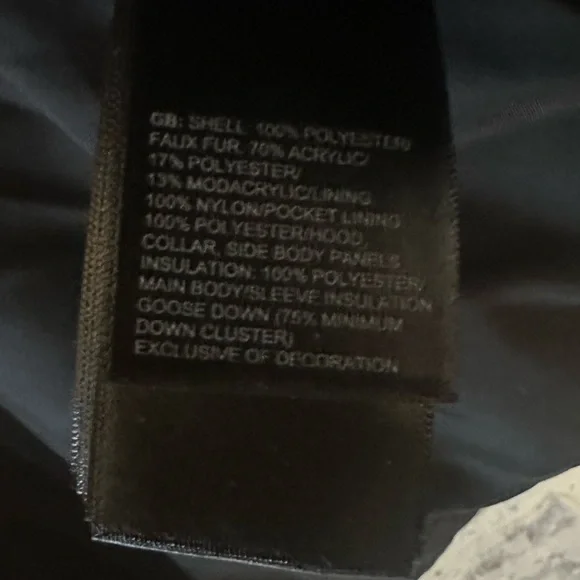 GB: SHELL: 100% POLYESTER/
FAUX FUR: 70% ACRYLIC/
17% POLYESTER/
13% MODACRYLIC/LINING:
100% NYLON/POCKET LINING:
100% POLYESTER/HOOD,
COLLAR, SIDE BODY PANELS
INSULATION: 100% POLYESTER/
MAIN BODY/SLEEVE INSULATION
GOOSE DOWN (75% MINIMUM
DOWN CLUSTER)
EXCLUSIVE OF DECORATION